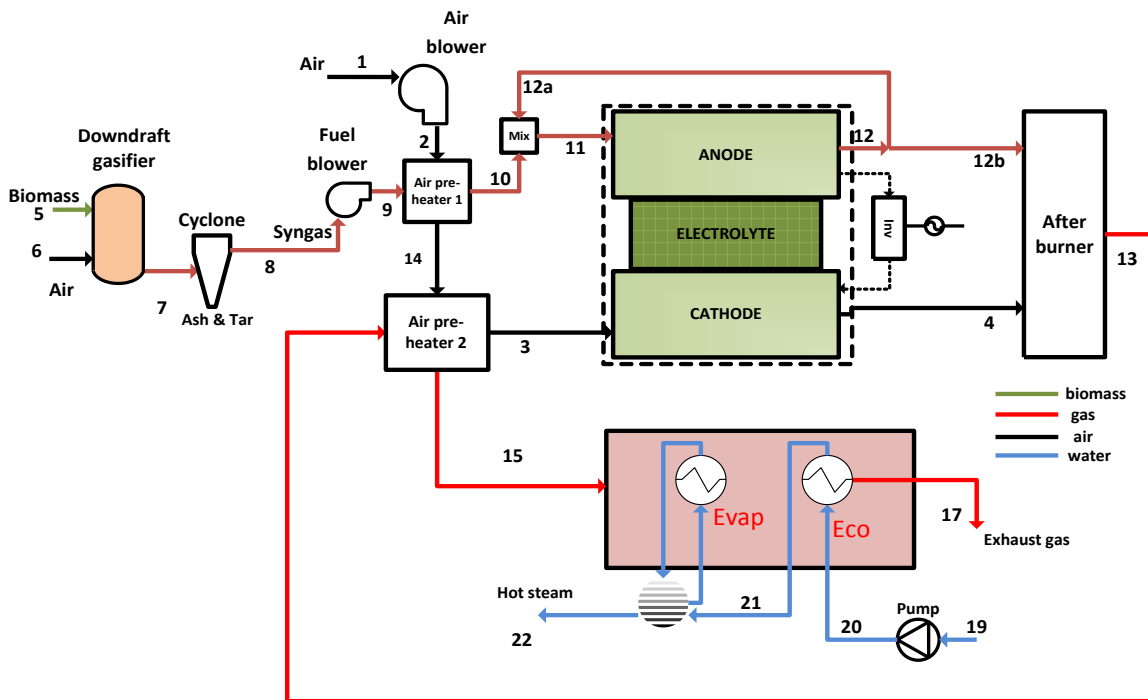 Air
blower
Air
1
2
12a
Mix
11
ANODE
12
12b
Downdraft
gasifier
Fuel
blower
Air pre-
heater 1
10
9
Biomass
5
6
Air
Cyclone
Syngas
8
7
Ash & Tar
14
ELECTROLYTE
Inv
After
burner
13
Air pre-
heater 2
3
CATHODE
4
biomass
gas
air
water
15
Evap
Eco
17
Exhaust gas
Hot steam
22
21
20
Pump
19